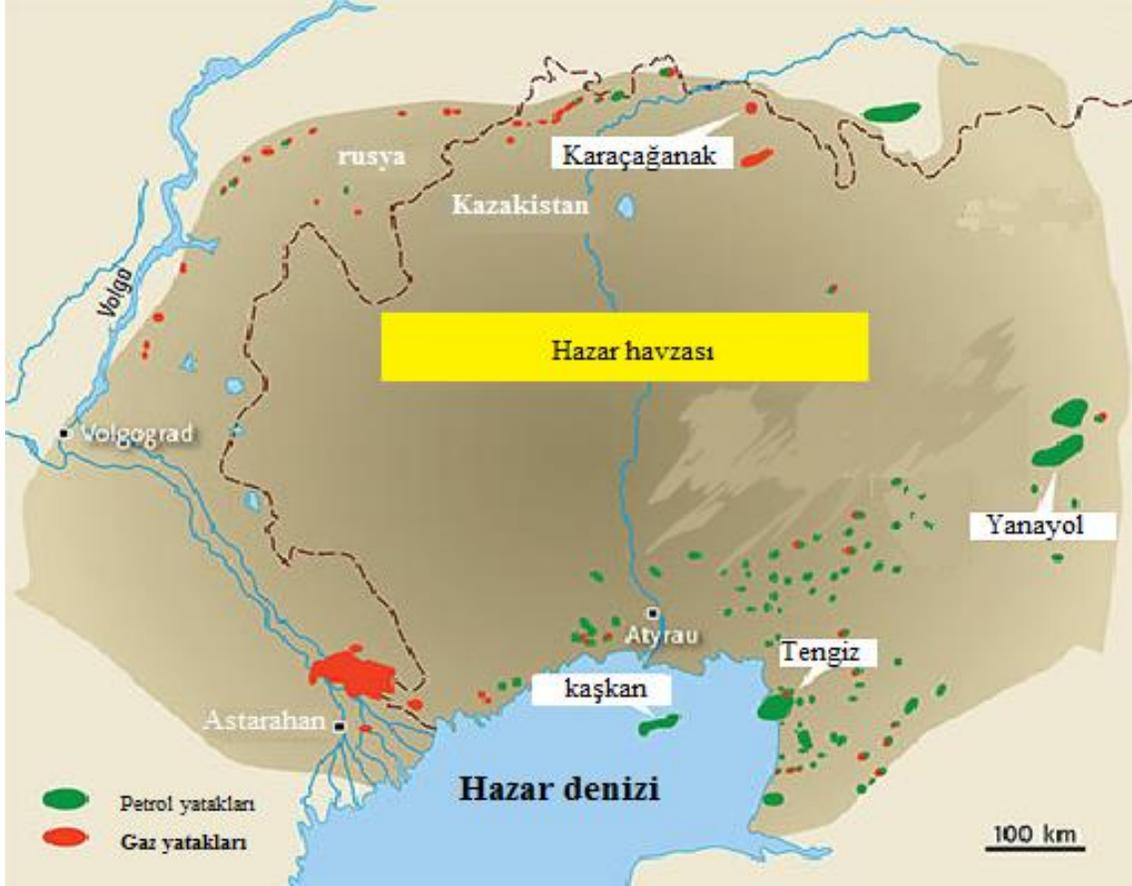 rusya
Karaçağanak
Kazakistan
Volgo
Hazar havzası
Volgograd
Yanayol
Atyrau
Tengiz
kaşkan
Astarahan
Hazar denizi
Petrol yatakları
Gaz yatakları
100 km